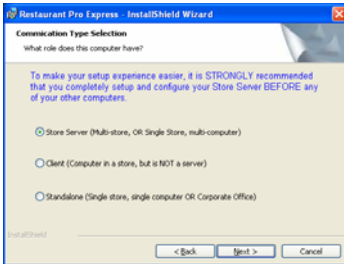 Restaurant Pro Express - InstallShield Wizard
Commication Type Selection
What role does this computer have?
To make your setup experience easier, it is STRONGLY recommended
that you completely setup and configure your Store Server BEFORE any
of your other computers.
Store Server (Multi-store, OR Single Store, multi-computer)
Client (Computer in a store, but is NOT a server)
Standalone (Single store, single computer OR Corporate Office)
InstallShield
< Back
Next >
Cancel